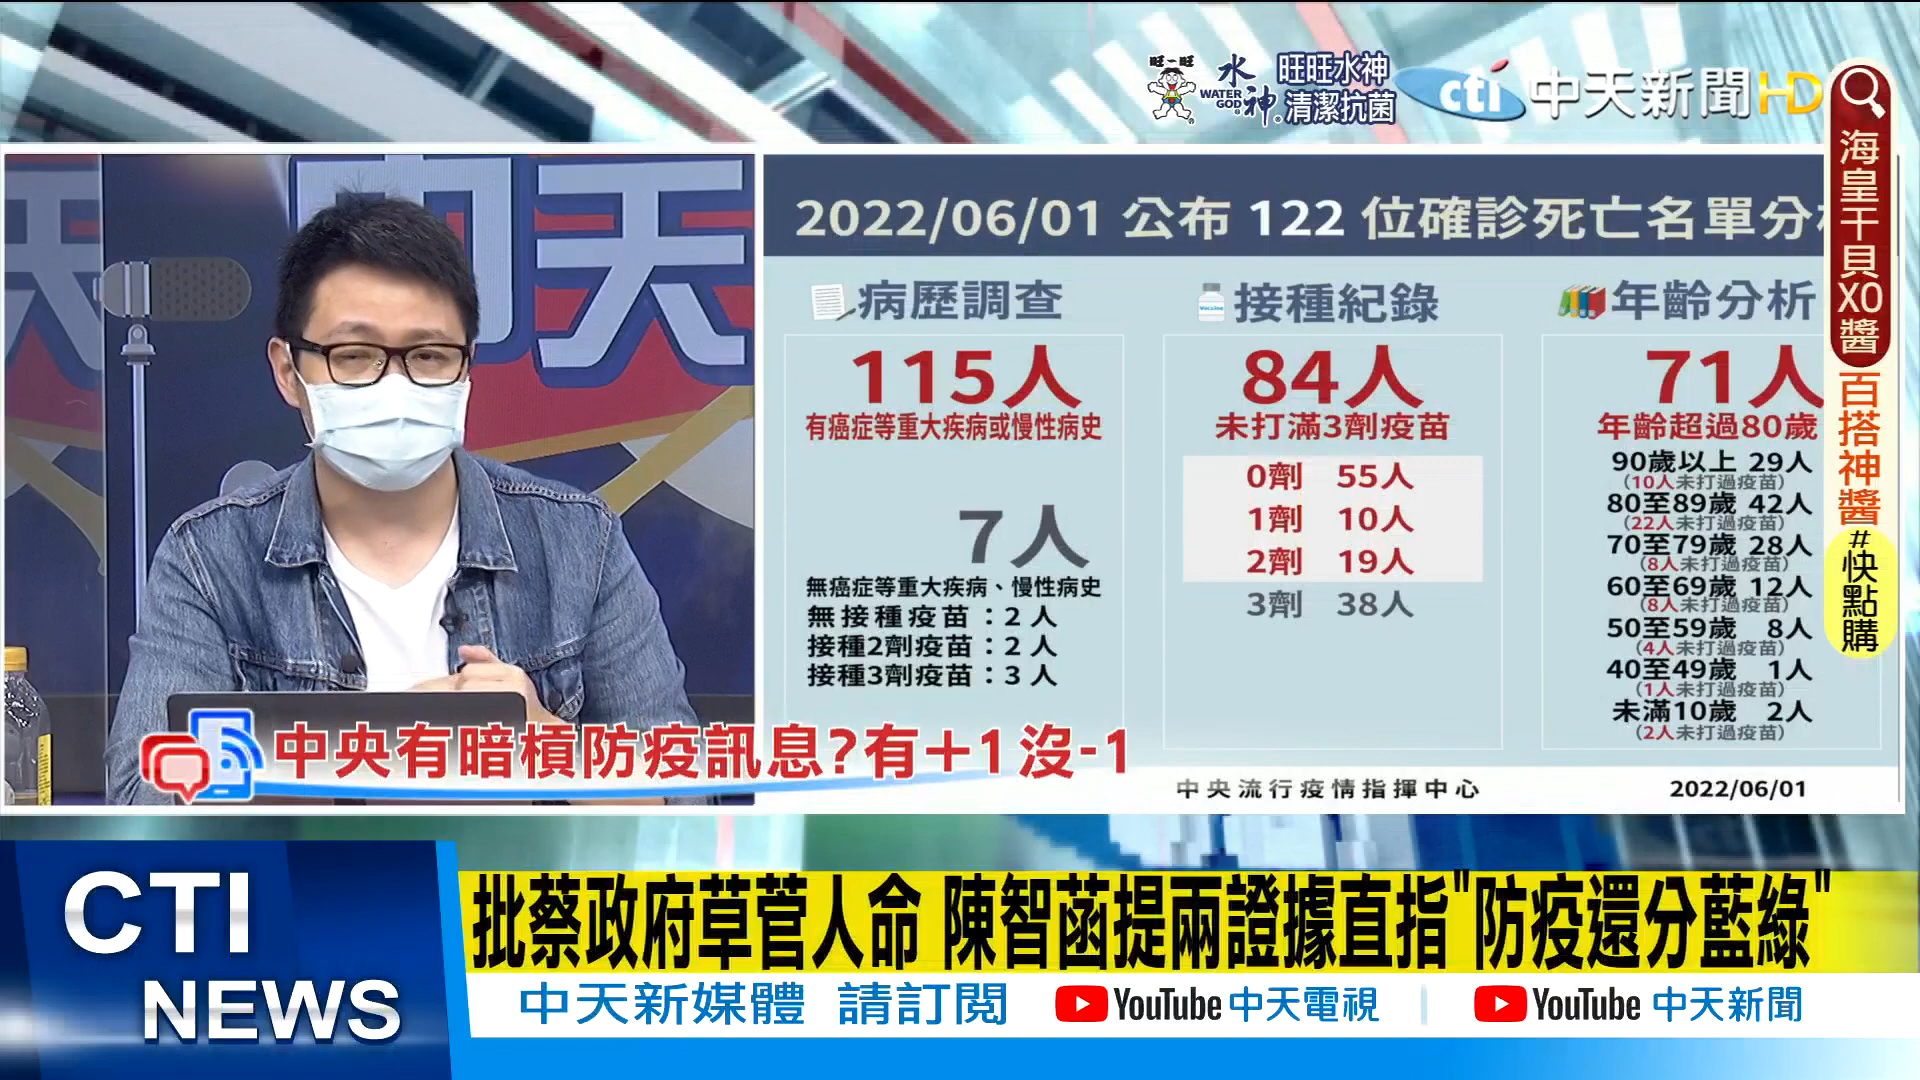 旺一旺
水神
WATER GOD
旺旺水神
清潔抗菌
cti 中天新聞HD
海皇干貝XO醬
百搭神醬
#快點購
中天
2022/06/01 公布 122 位確診死亡名單分
病歷調查
115人
有癌症等重大疾病或慢性病史
7人
無癌症等重大疾病、慢性病史
無接種疫苗：2 人
接種2劑疫苗：2 人
接種3劑疫苗：3 人
Vaccine
接種紀錄
84人
未打滿3劑疫苗
0劑 55人
1劑 10人
2劑 19人
3劑 38人
年齡分析
71人
年齡超過80歲
90歲以上 29人
(10人未打過疫苗)
80至89歲 42人
(22人未打過疫苗)
70至79歲 28人
(8人未打過疫苗)
60至69歲 12人
(8人未打過疫苗)
50至59歲 8人
(4人未打過疫苗)
40至49歲 1人
(1人未打過疫苗)
未滿10歲 2人
(2人未打過疫苗)
中央流行疫情指揮中心 2022/06/01
中央有暗槓防疫訊息?有+1 沒-1
CTI
NEWS
批蔡政府草菅人命 陳智菡提兩證據直指"防疫還分藍綠"
中天新媒體 請訂閱 YouTube 中天電視 | YouTube 中天新聞